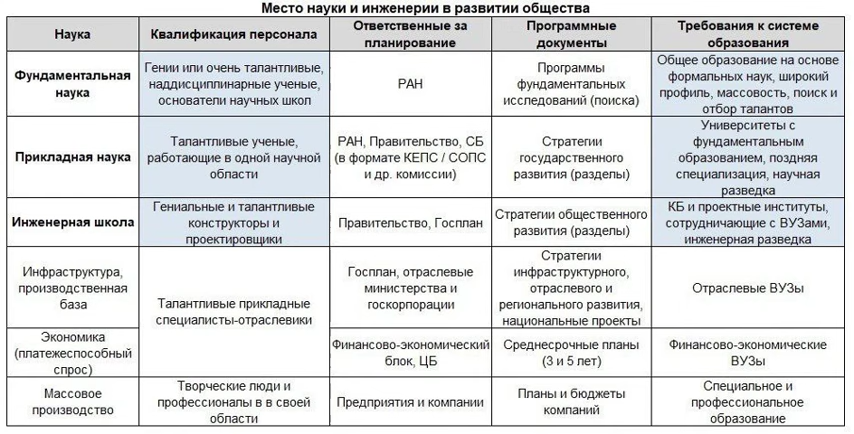 Место науки и инженерии в развитии общества
Наука
Квалификация персонала
Ответственные за
планирование
Программные
документы
Требования к системе
образования
Фундаментальная
наука
Гении или очень талантливые,
наддисциплинарные ученые,
основатели научных школ
РАН
Программы
фундаментальных
исследований (поиска)
Общее образование на основе
формальных наук, широкий
профиль, массовость, поиск и
отбор талантов
Прикладная наука
Талантливые ученые,
работающие в одной научной
области
РАН, Правительство, СБ
(в формате КЕПС / СОПС
и др. комиссии)
Стратегии
государственного
развития (разделы)
Университеты с
фундаментальным
образованием, поздняя
специализация, научная
разведка
Инженерная школа
Гениальные и талантливые
конструкторы и
проектировщики
Правительство, Госплан
Стратегии общественного
развития (разделы)
КБ и проектные институты,
сотрудничающие с ВУЗами,
инженерная разведка
Инфраструктура,
производственная
база
Талантливые прикладные
специалисты-отраслевики
Госплан, отраслевые
министерства и
госкорпорации
Стратегии
инфраструктурного,
отраслевого и
регионального развития,
национальные проекты
Отраслевые ВУЗы
Экономика
(платежеспособный
спрос)
Финансово-экономический
блок, ЦБ
Среднесрочные планы
(3 и 5 лет)
Финансово-экономические
ВУЗы
Массовое
производство
Творческие люди и
профессионалы в в своей
области
Предприятия и компании
Планы и бюджеты
компаний
Специальное и
профессиональное
образование